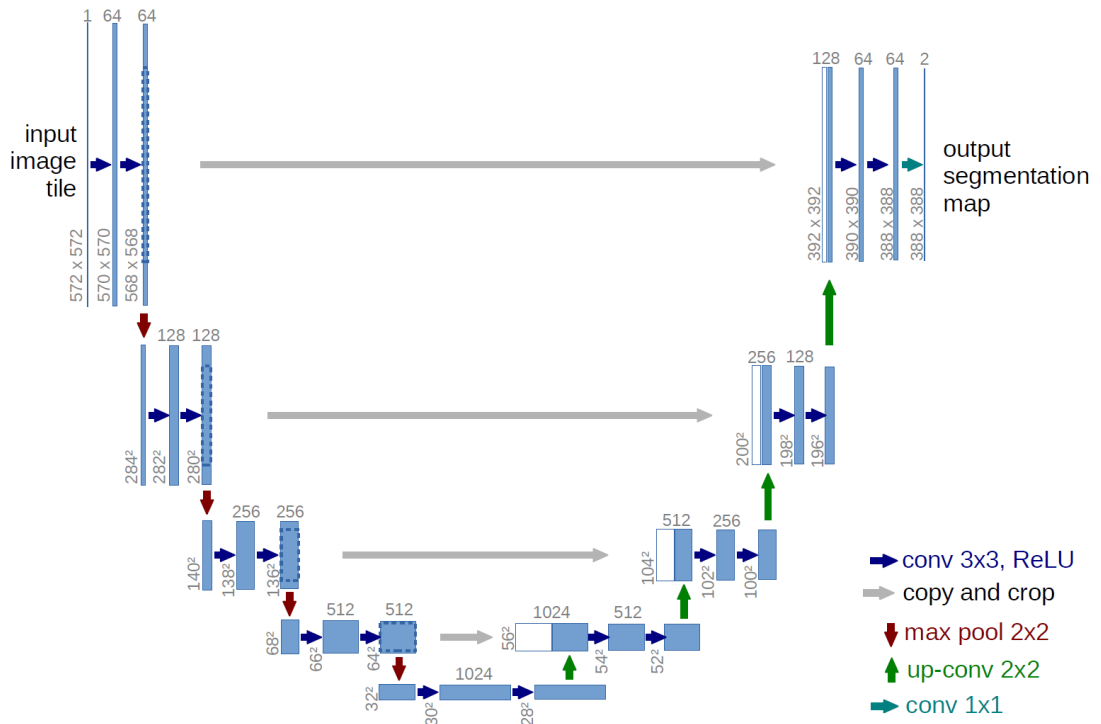 1
64
64
input
image
tile
572 x 572
570 x 570
568 x 568
128
64
64
2
392 x 392
390 x 390
388 x 388
388 x 388
output
segmentation
map
128
128
284²
282²
280²
256
128
200²
198²
196²
256
256
140²
138²
136²
512
256
104²
102²
100²
512
512
68²
66²
64²
1024
512
56²
54²
52²
1024
32²
30²
28²
conv 3x3, ReLU
copy and crop
max pool 2x2
up-conv 2x2
conv 1x1